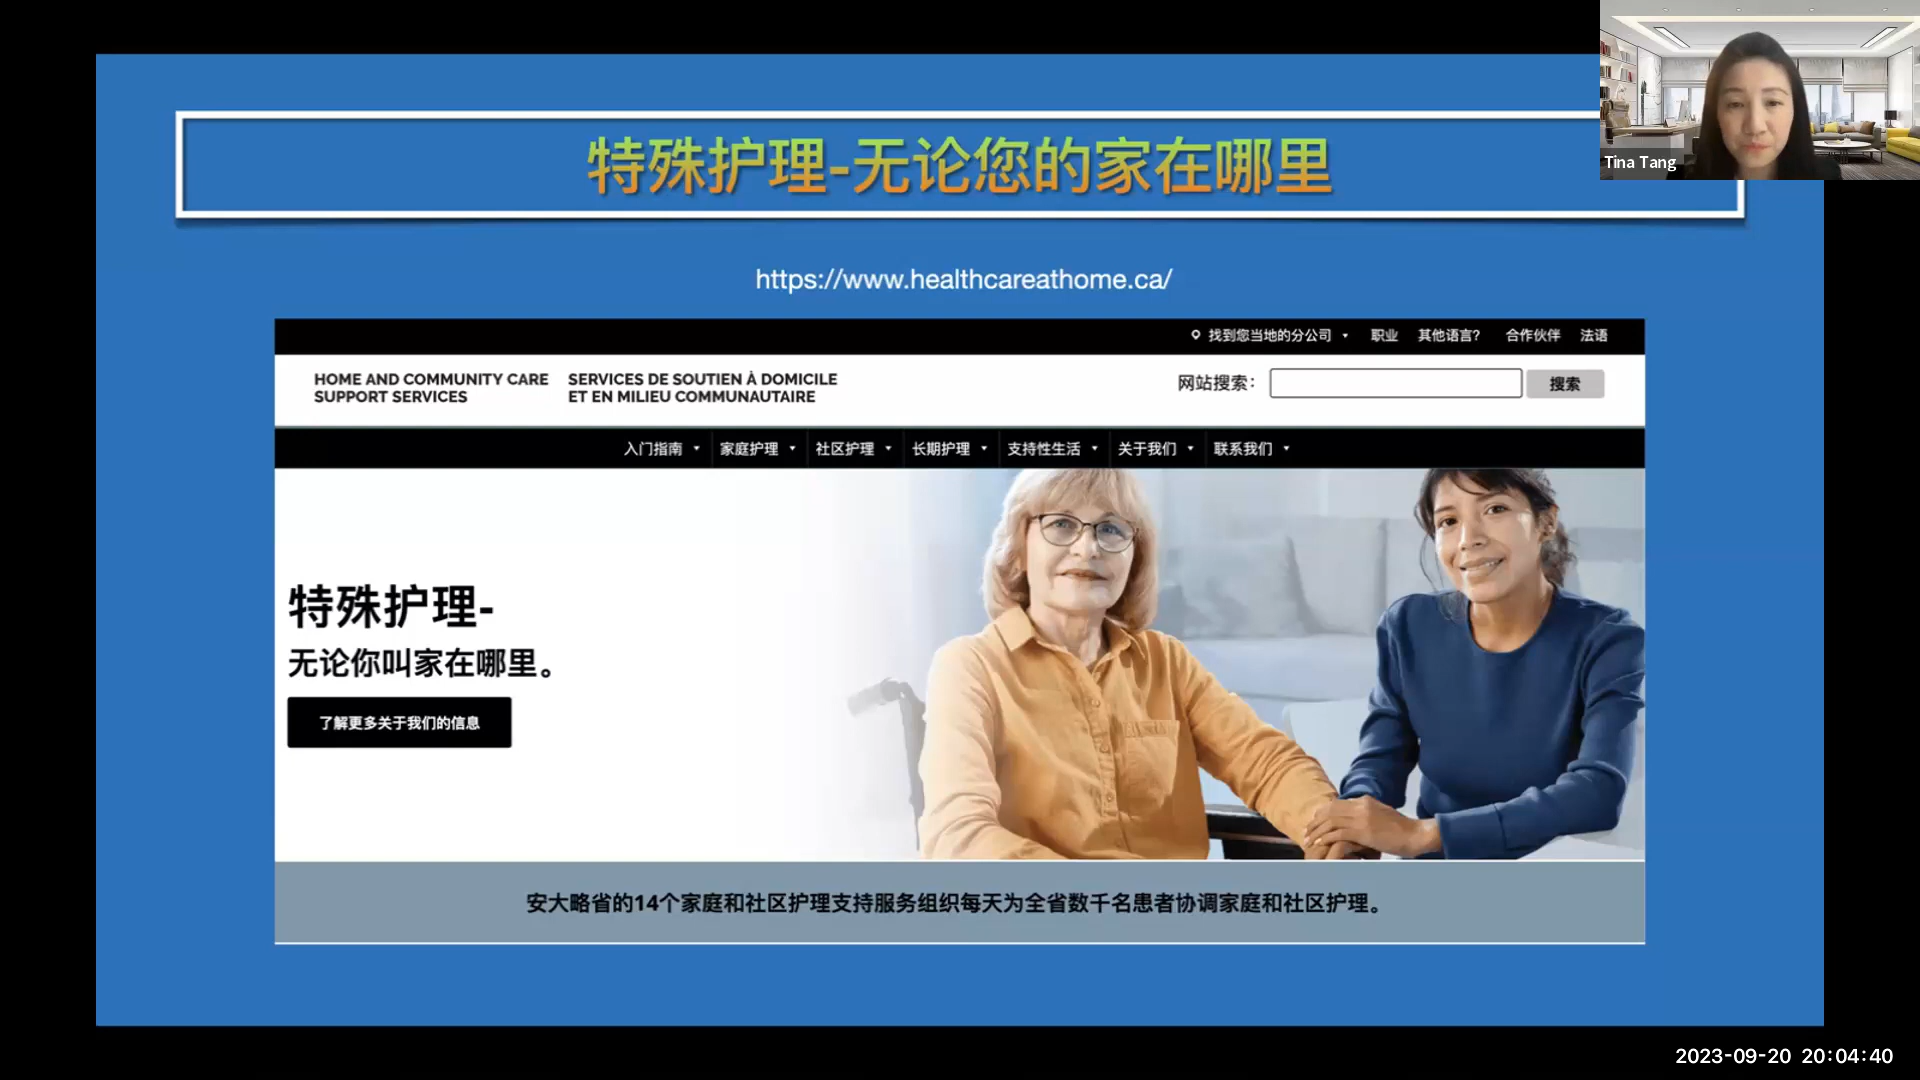 特殊护理-无论您的家在哪里
Tina Tang
https://www.healthcareathome.ca/
找到您当地的分公司 职业 其他语言? 合作伙伴 法语
HOME AND COMMUNITY CARE SERVICES DE SOUTIEN À DOMICILE
SUPPORT SERVICES ET EN MILIEU COMMUNAUTAIRE
网站搜索: 搜索
入门指南 家庭护理 社区护理 长期护理 支持性生活 关于我们 联系我们
特殊护理-
无论你叫家在哪里。
了解更多关于我们的信息
安大略省的14个家庭和社区护理支持服务组织每天为全省数千名患者协调家庭和社区护理。
2023-09-20 20:04:40